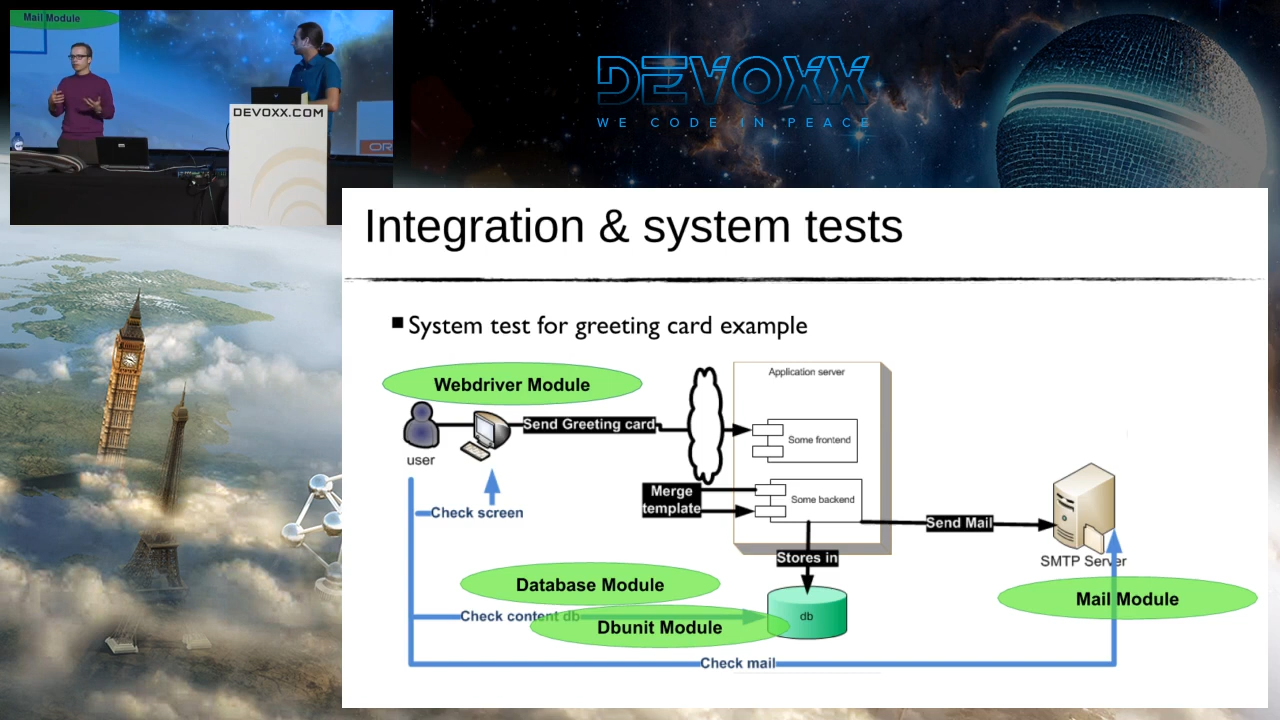 Mail Module
DEVOXX.COM
OR
DEVOXX
WE CODE IN PEACE
Integration & system tests
System test for greeting card example
Webdriver Module
Application server
Send Greeting card
Some frontend
user
Merge
template
Some backend
Check screen
Send Mail
Stores in
SMTP Server
Database Module
Mail Module
Check content db
db
Dbunit Module
Check mail